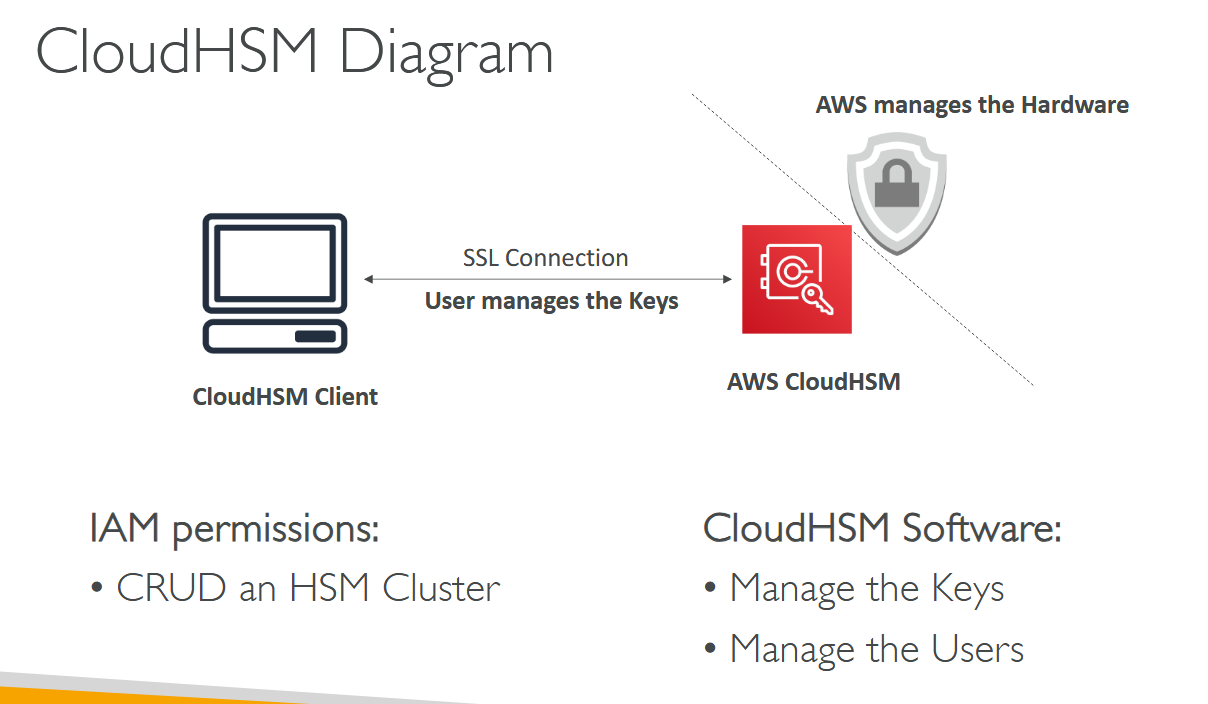 CloudHSM Diagram
AWS manages the Hardware
SSL Connection
User manages the Keys
CloudHSM Client
AWS CloudHSM
IAM permissions:
• CRUD an HSM Cluster
CloudHSM Software:
• Manage the Keys
• Manage the Users